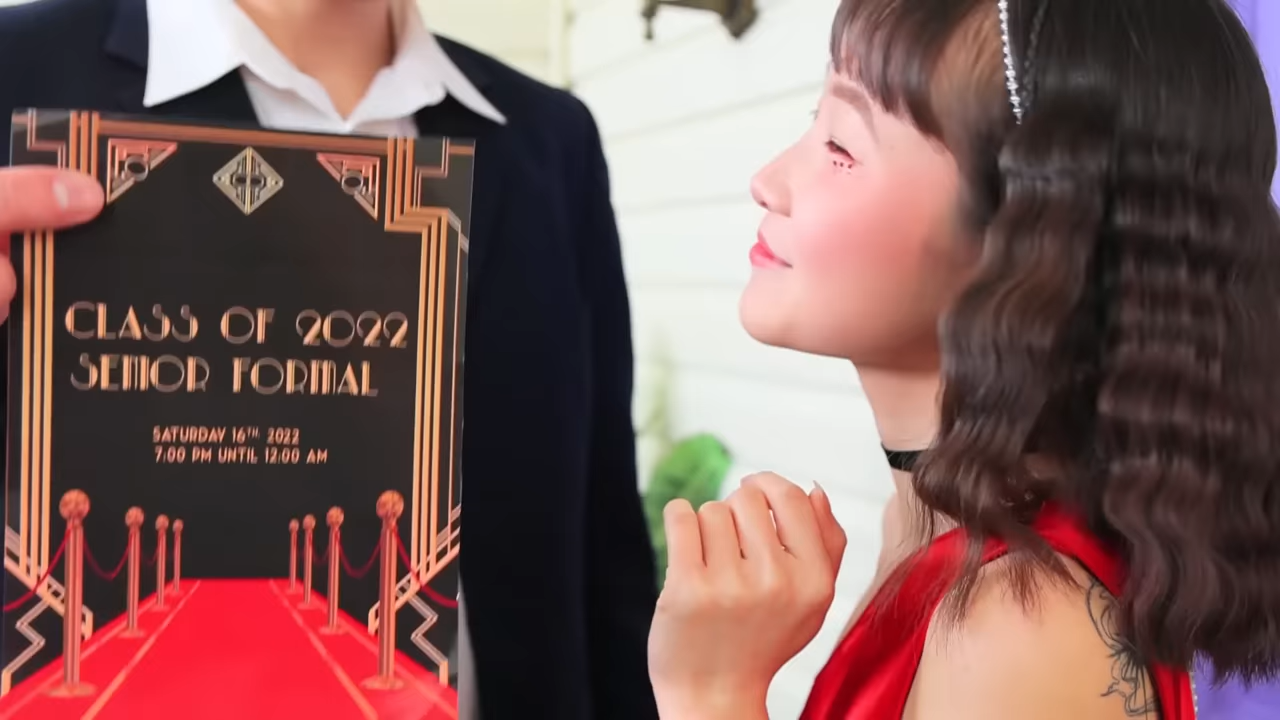 CLASS OF 2022
SENIOR FORMAL
SATURDAY 16TH, 2022
7:00 PM UNTIL 12:00 AM